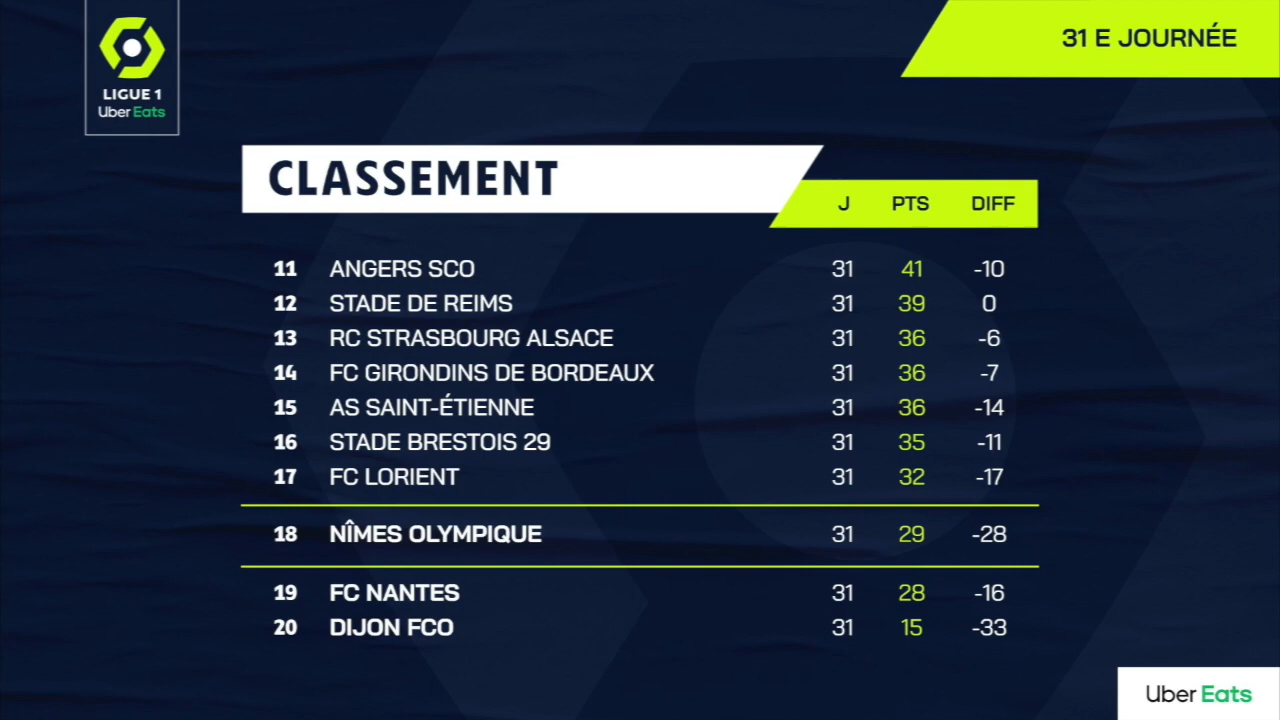 LIGUE 1
Uber Eats
31 E JOURNÉE
CLASSEMENT
J PTS DIFF
11 ANGERS SCO 31 41 -10
12 STADE DE REIMS 31 39 0
13 RC STRASBOURG ALSACE 31 36 -6
14 FC GIRONDINS DE BORDEAUX 31 36 -7
15 AS SAINT-ÉTIENNE 31 36 -14
16 STADE BRESTOIS 29 31 35 -11
17 FC LORIENT 31 32 -17
18 NÎMES OLYMPIQUE 31 29 -28
19 FC NANTES 31 28 -16
20 DIJON FCO 31 15 -33
Uber Eats